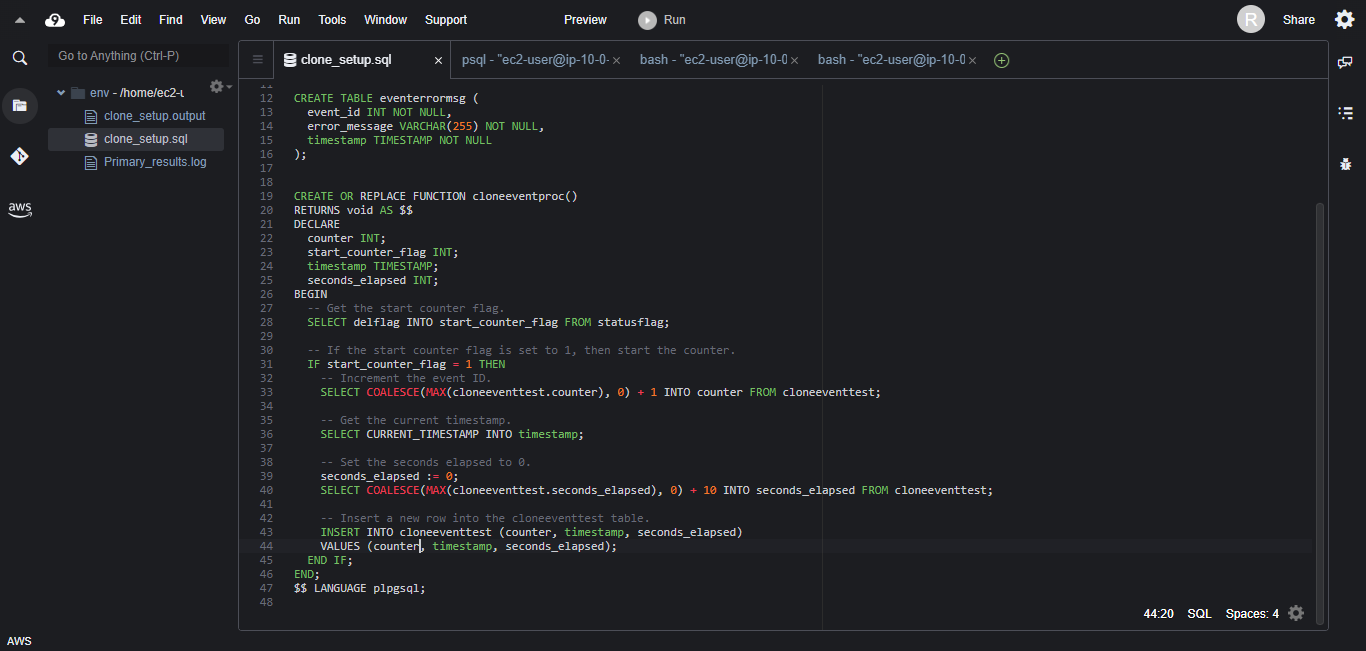 File Edit Find View Go Run Tools Window Support Preview Run R Share
Go to Anything (Ctrl-P)
clone_setup.sql × psql - "ec2-user@ip-10-0- × bash - "ec2-user@ip-10-0 × bash - "ec2-user@ip-10-0 ×
env - /home/ec2-u
clone_setup.output
clone_setup.sql
Primary_results.log
aws
11
12 CREATE TABLE eventerrormsg (
13 event_id INT NOT NULL,
14 error_message VARCHAR(255) NOT NULL,
15 timestamp TIMESTAMP NOT NULL
16 );
17
18
19 CREATE OR REPLACE FUNCTION cloneeventproc()
20 RETURNS void AS $$
21 DECLARE
22 counter INT;
23 start_counter_flag INT;
24 timestamp TIMESTAMP;
25 seconds_elapsed INT;
26 BEGIN
27 -- Get the start counter flag.
28 SELECT delflag INTO start_counter_flag FROM statusflag;
29
30 -- If the start counter flag is set to 1, then start the counter.
31 IF start_counter_flag = 1 THEN
32 -- Increment the event ID.
33 SELECT COALESCE(MAX(cloneeventtest.counter), 0) + 1 INTO counter FROM cloneeventtest;
34
35 -- Get the current timestamp.
36 SELECT CURRENT_TIMESTAMP INTO timestamp;
37
38 -- Set the seconds elapsed to 0.
39 seconds_elapsed := 0;
40 SELECT COALESCE(MAX(cloneeventtest.seconds_elapsed), 0) + 10 INTO seconds_elapsed FROM cloneeventtest;
41
42 -- Insert a new row into the cloneeventtest table.
43 INSERT INTO cloneeventtest (counter, timestamp, seconds_elapsed)
44 VALUES (counter, timestamp, seconds_elapsed);
45 END IF;
46 END;
47 $$ LANGUAGE plpgsql;
48
44:20 SQL Spaces: 4
AWS